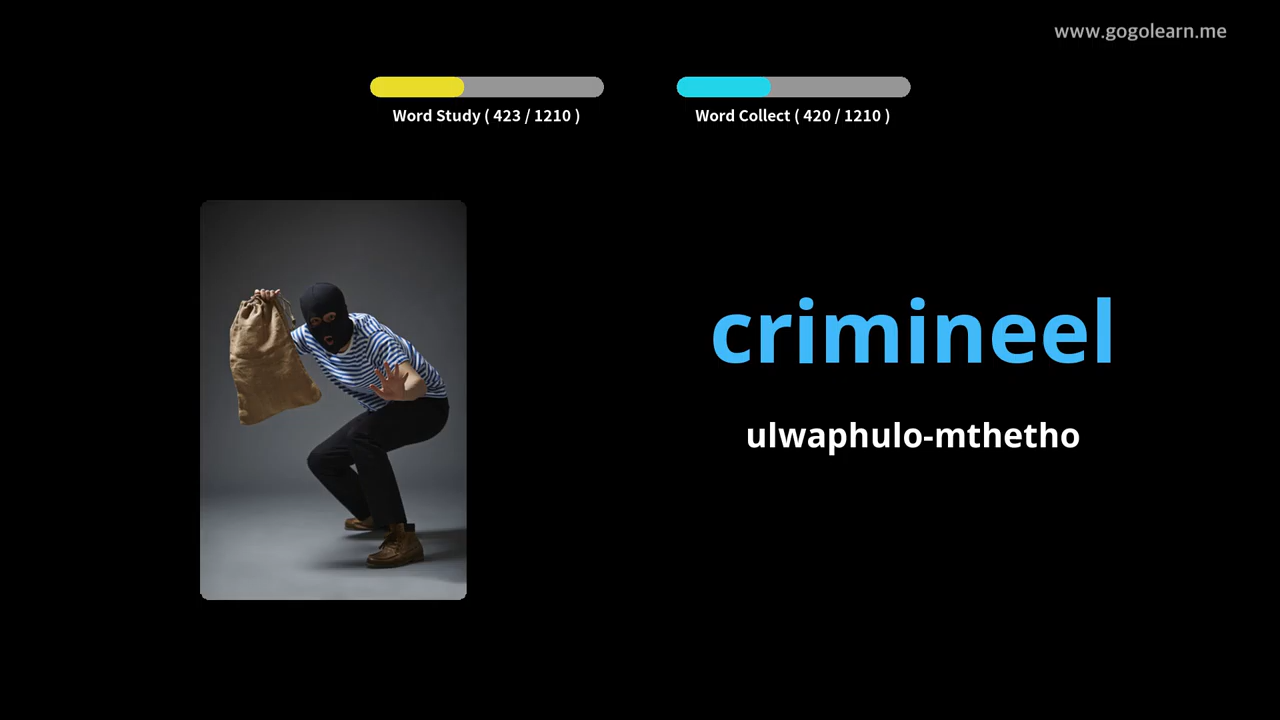 www.gogolearn.me
Word Study ( 423 / 1210 )
Word Collect ( 420 / 1210 )
crimineel
ulwaphulo-mthetho